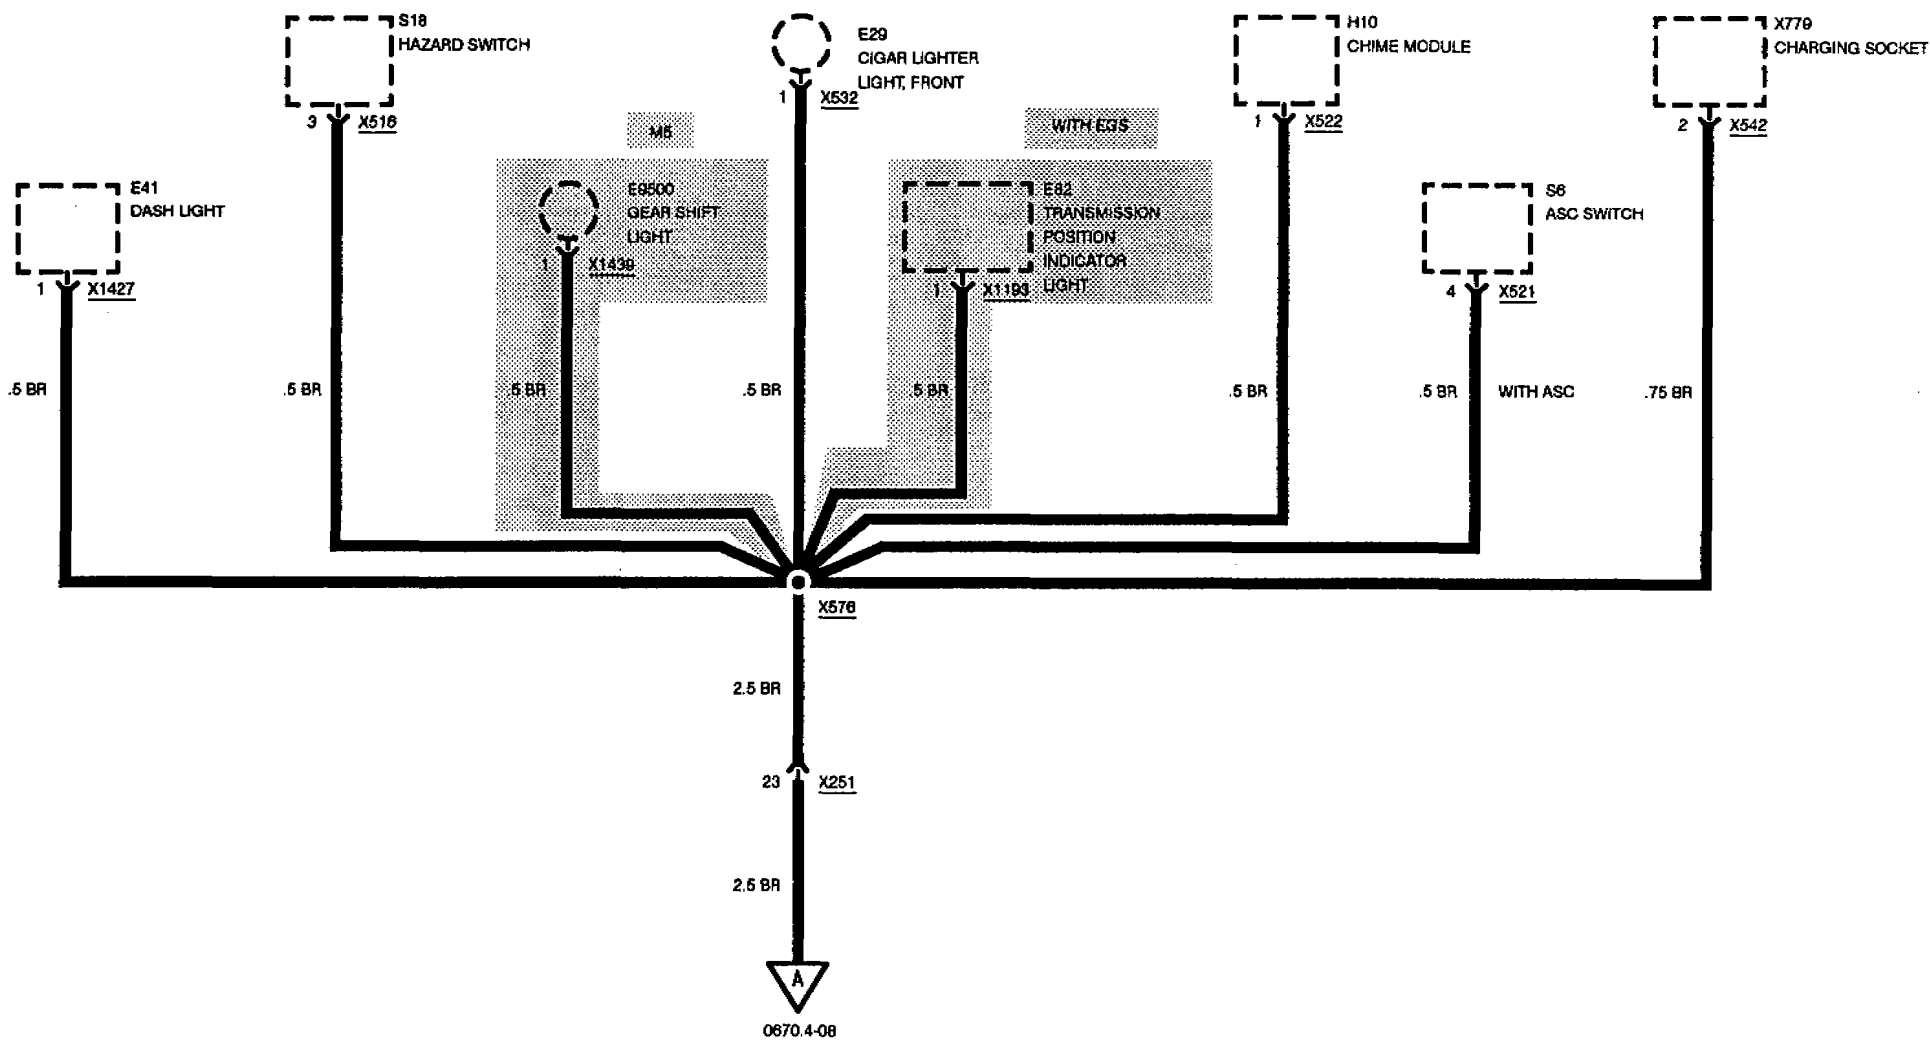 S18
HAZARD SWITCH
3 X516
E29
CIGAR LIGHTER
LIGHT, FRONT
1 X532
H10
CHIME MODULE
1 X522
X779
CHARGING SOCKET
2 X542
M5
WITH EGS
E41
DASH LIGHT
1 X1427
E9500
GEAR SHIFT
LIGHT
1 X1439
E82
TRANSMISSION
POSITION
INDICATOR
LIGHT
1 X1193
S6
ASC SWITCH
4 X521
.5 BR
.5 BR
.5 BR
.5 BR
.5 BR
.5 BR
.5 BR
WITH ASC
.75 BR
X576
2.5 BR
23 X251
2.5 BR
A
0670.4-08